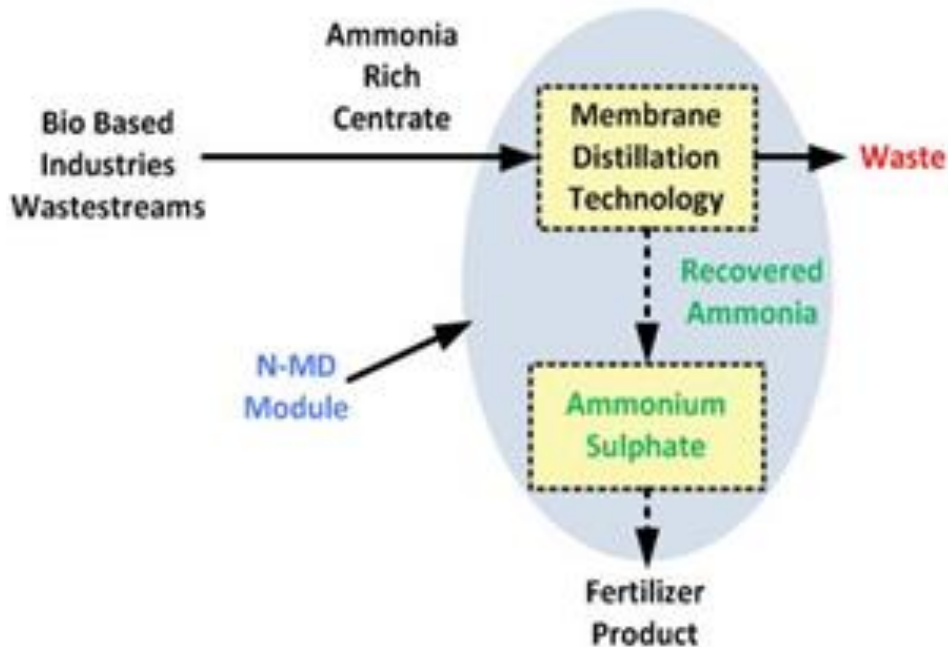 Ammonia
Rich
Centrate
Bio Based
Industries
Wastestreams
Membrane
Distillation
Technology
Waste
Recovered
Ammonia
N-MD
Module
Ammonium
Sulphate
Fertilizer
Product